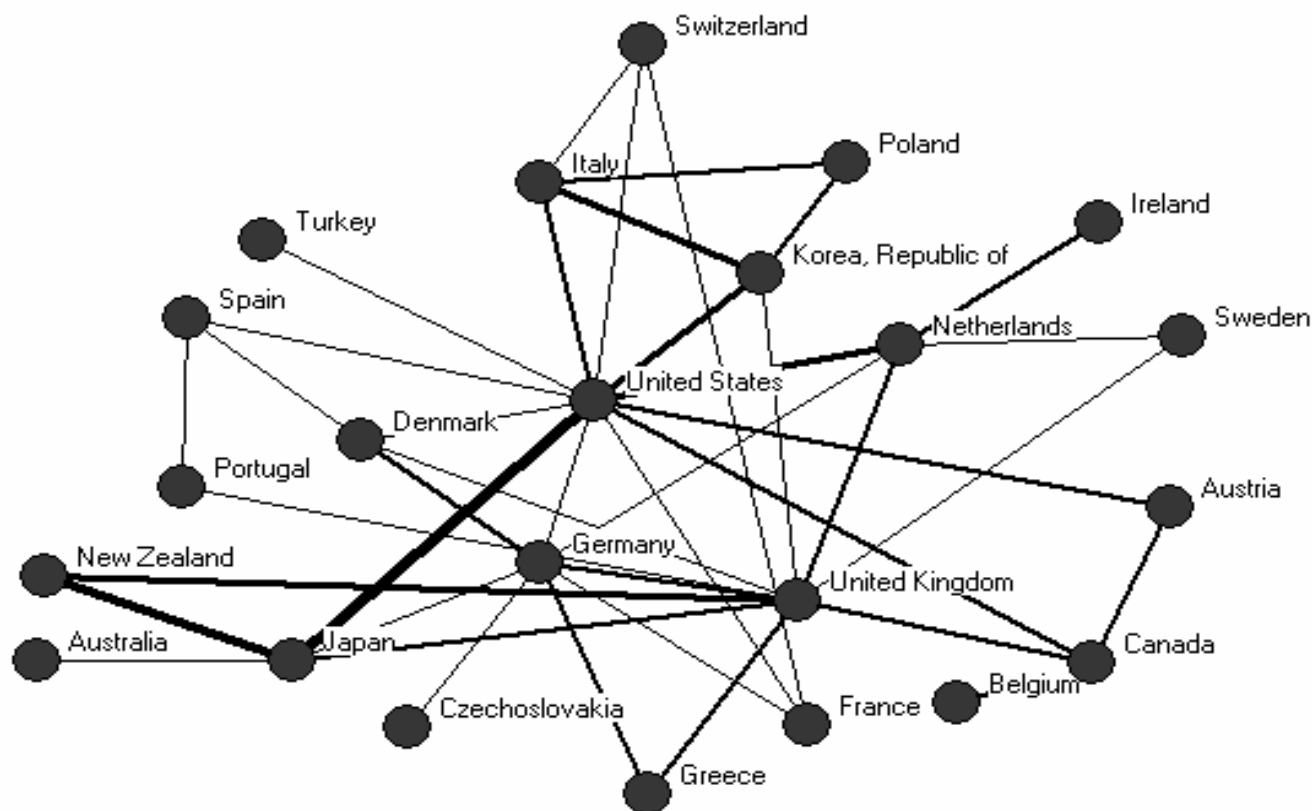 Switzerland
Poland
Italy
Ireland
Turkey
Korea, Republic of
Spain
Netherlands
Sweden
United States
Denmark
Portugal
Austria
Germany
New Zealand
United Kingdom
Australia
Japan
Canada
Belgium
Czechoslovakia
France
Greece